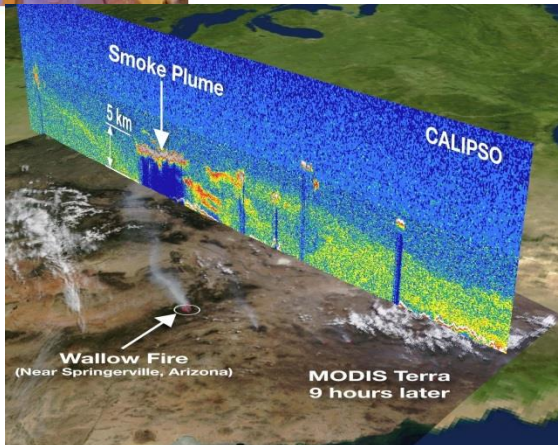 Smoke Plume
5 km
CALIPSO
Wallow Fire
(Near Springerville, Arizona)
MODIS Terra
9 hours later